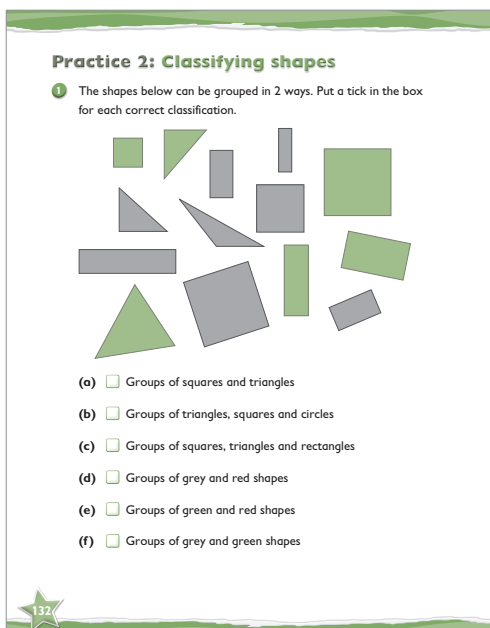 Practice 2: Classifying shapes
1 The shapes below can be grouped in 2 ways. Put a tick in the box
for each correct classification.
(a) Groups of squares and triangles
(b) Groups of triangles, squares and circles
(c) Groups of squares, triangles and rectangles
(d) Groups of grey and red shapes
(e) Groups of green and red shapes
(f) Groups of grey and green shapes
132